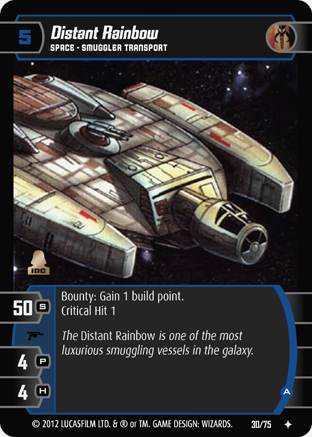 5
Distant Rainbow
SPACE - SMUGGLER TRANSPORT
IDC
50 S
Bounty: Gain 1 build point.
Critical Hit 1
The Distant Rainbow is one of the most
luxurious smuggling vessels in the galaxy.
4 P
4 H
A
© 2012 LUCASFILM LTD. & ® or TM. GAME DESIGN: WIZARDS. 30/75